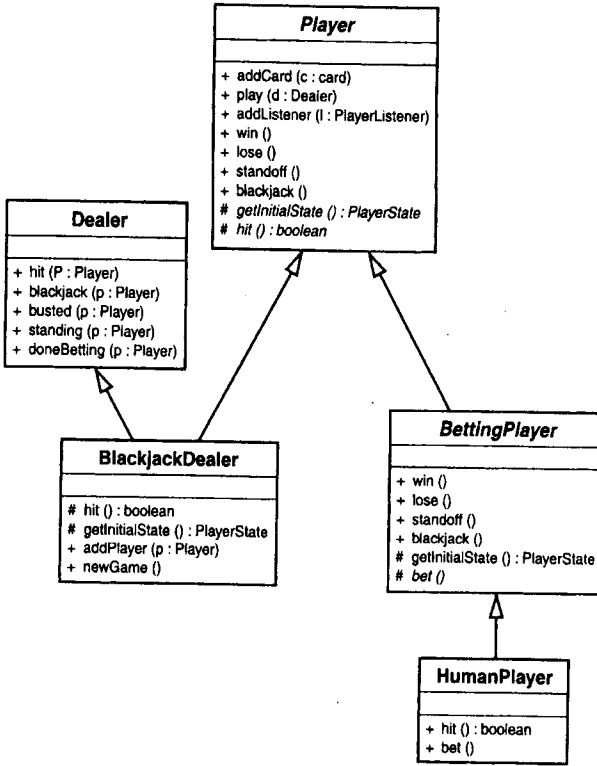 Player
+ addCard (c : card)
+ play (d : Dealer)
+ addListener (l : PlayerListener)
+ win ()
+ lose ()
+ standoff ()
+ blackjack ()
# getInitialState () : PlayerState
# hit () : boolean
Dealer
+ hit (P : Player)
+ blackjack (p : Player)
+ busted (p : Player)
+ standing (p : Player)
+ doneBetting (p : Player)
BlackjackDealer
# hit () : boolean
# getInitialState () : PlayerState
+ addPlayer (p : Player)
+ newGame ()
BettingPlayer
+ win ()
+ lose ()
+ standoff ()
+ blackjack ()
# getInitialState () : PlayerState
# bet ()
HumanPlayer
+ hit () : boolean
+ bet ()